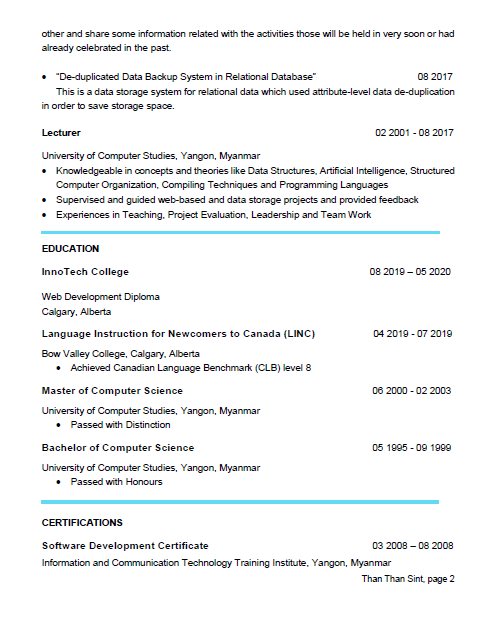 other and share some information related with the activities those will be held in very soon or had
already celebrated in the past.
• “De-duplicated Data Backup System in Relational Database” 08 2017
This is a data storage system for relational data which used attribute-level data de-duplication
in order to save storage space.
Lecturer 02 2001 - 08 2017
University of Computer Studies, Yangon, Myanmar
• Knowledgeable in concepts and theories like Data Structures, Artificial Intelligence, Structured
Computer Organization, Compiling Techniques and Programming Languages
• Supervised and guided web-based and data storage projects and provided feedback
• Experiences in Teaching, Project Evaluation, Leadership and Team Work
EDUCATION
InnoTech College 08 2019 – 05 2020
Web Development Diploma
Calgary, Alberta
Language Instruction for Newcomers to Canada (LINC) 04 2019 - 07 2019
Bow Valley College, Calgary, Alberta
• Achieved Canadian Language Benchmark (CLB) level 8
Master of Computer Science 06 2000 - 02 2003
University of Computer Studies, Yangon, Myanmar
• Passed with Distinction
Bachelor of Computer Science 05 1995 - 09 1999
University of Computer Studies, Yangon, Myanmar
• Passed with Honours
CERTIFICATIONS
Software Development Certificate 03 2008 – 08 2008
Information and Communication Technology Training Institute, Yangon, Myanmar
Than Than Sint, page 2